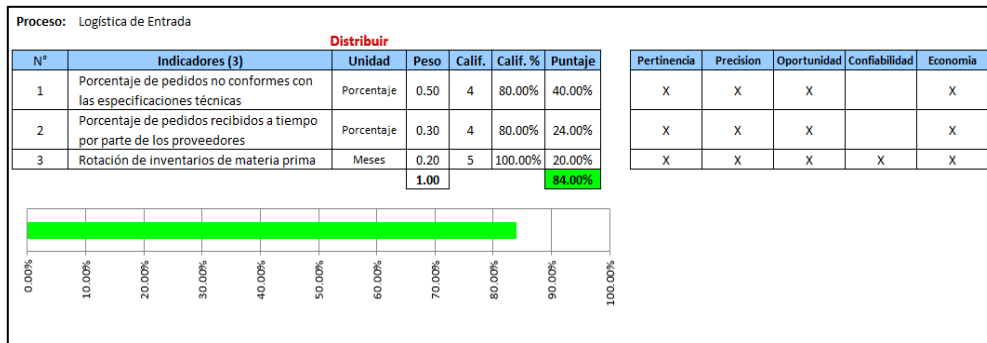 Proceso: Logística de Entrada
Distribuir
N° Indicadores (3) Unidad Peso Calif. Calif. % Puntaje Pertinencia Precision Oportunidad Confiabilidad Economia
1 Porcentaje de pedidos no conformes con las especificaciones técnicas Porcentaje 0.50 4 80.00% 40.00% X X X X
2 Porcentaje de pedidos recibidos a tiempo por parte de los proveedores Porcentaje 0.30 4 80.00% 24.00% X X X X
3 Rotación de inventarios de materia prima Meses 0.20 5 100.00% 20.00% X X X X X
1.00 84.00%
0.00% 10.00% 20.00% 30.00% 40.00% 50.00% 60.00% 70.00% 80.00% 90.00% 100.00%